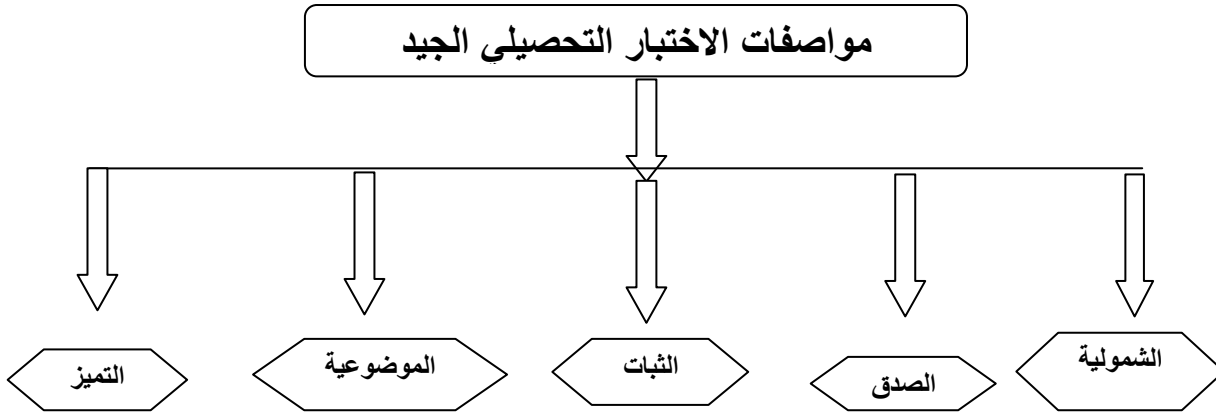 مواصفات الاختبار التحصيلي الجيد
الشمولية
الصدق
الثبات
الموضوعية
التميز